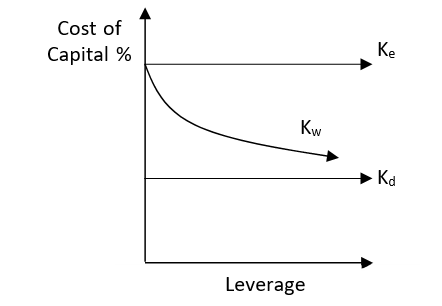 Cost of
Capital %
Ke
Kw
Kd
Leverage